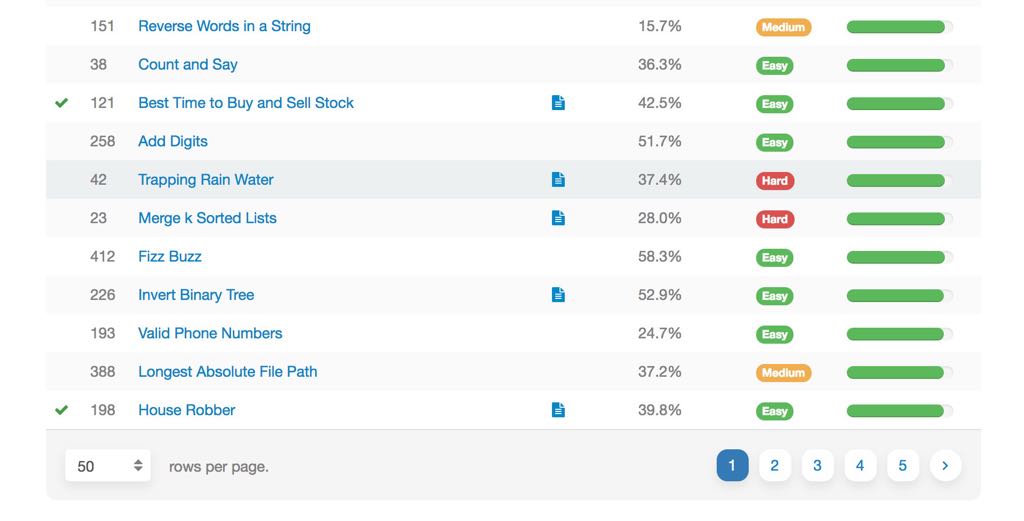 151 Reverse Words in a String 15.7% Medium
38 Count and Say 36.3% Easy
121 Best Time to Buy and Sell Stock 42.5% Easy
258 Add Digits 51.7% Easy
42 Trapping Rain Water 37.4% Hard
23 Merge k Sorted Lists 28.0% Hard
412 Fizz Buzz 58.3% Easy
226 Invert Binary Tree 52.9% Easy
193 Valid Phone Numbers 24.7% Easy
388 Longest Absolute File Path 37.2% Medium
198 House Robber 39.8% Easy
50 rows per page. 1 2 3 4 5